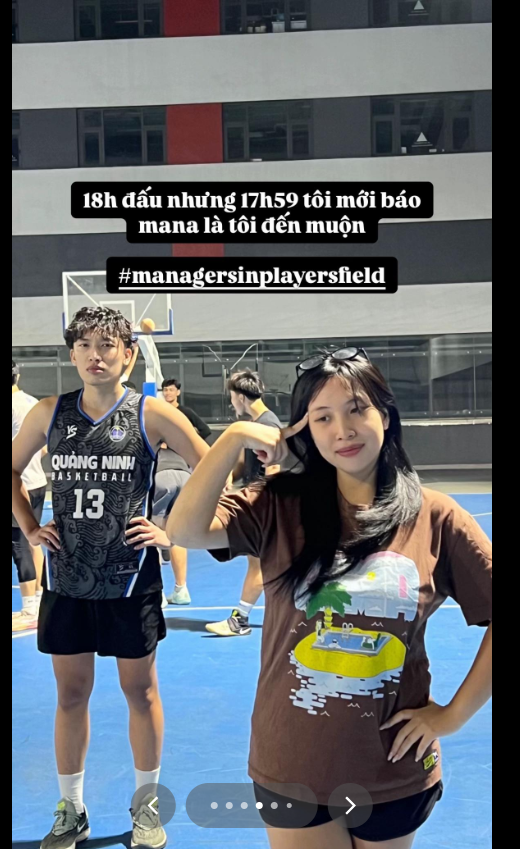 18h đấu nhưng 17h59 tôi mới báo
mana là tôi đến muộn
#managersinplayersfield
QUẢNG NINH
BASKETBALL
13